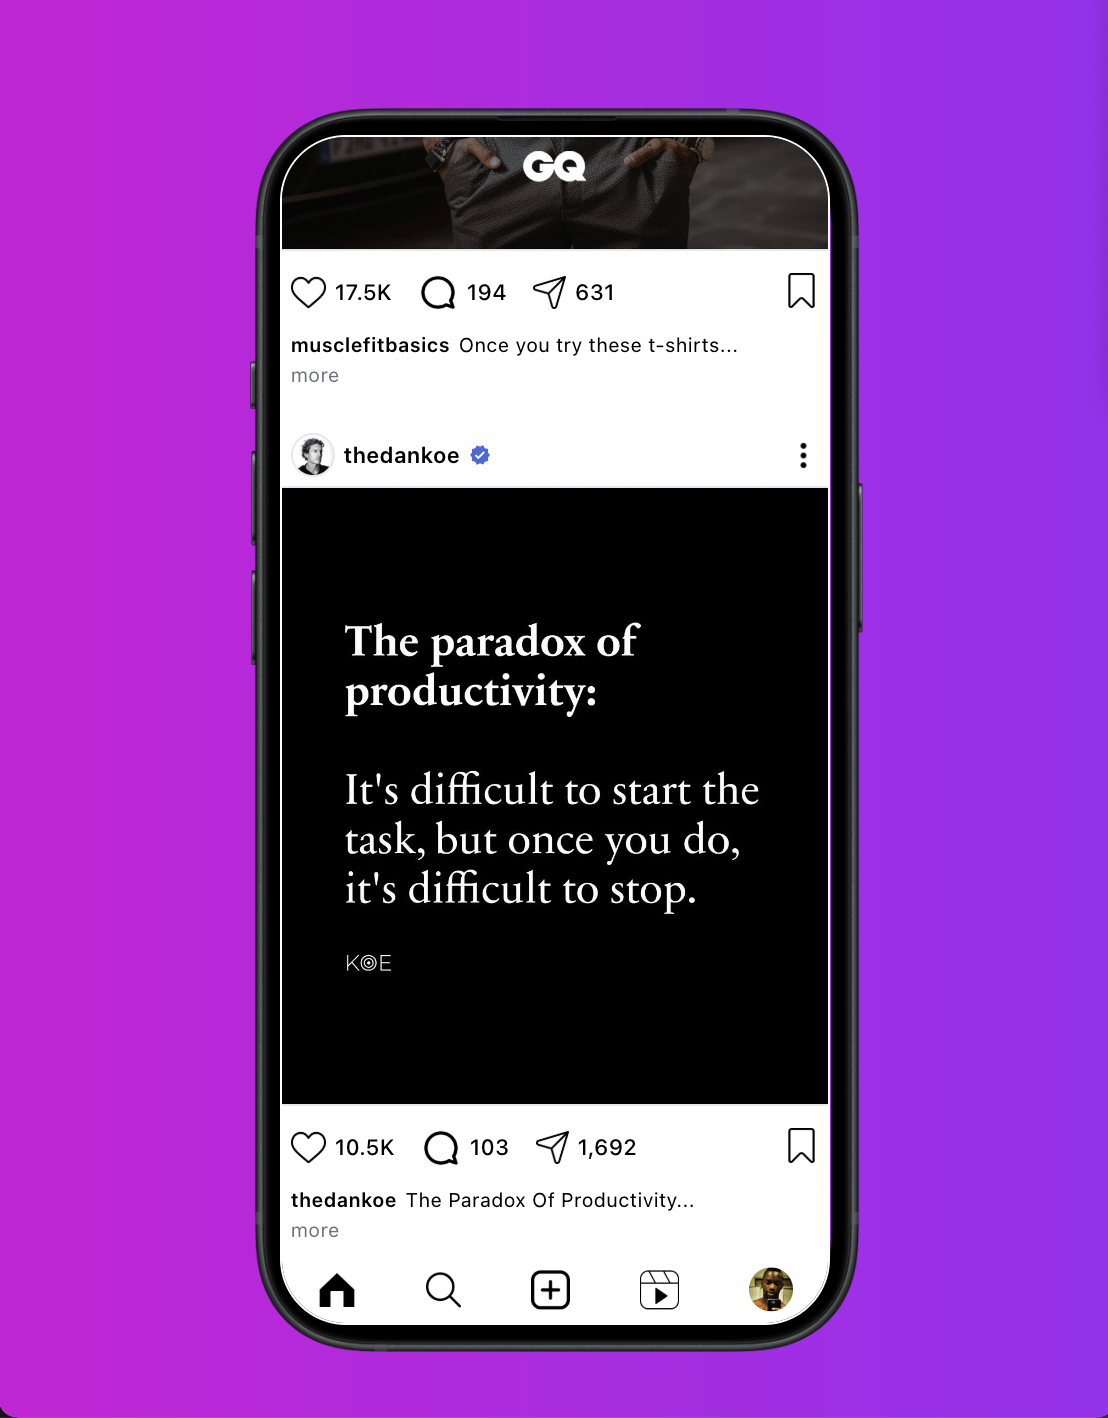 GQ
17.5K 194 631
musclefitbasics Once you try these t-shirts...
more
thedankoe
The paradox of
productivity:
It's difficult to start the
task, but once you do,
it's difficult to stop.
KOE
10.5K 103 1,692
thedankoe The Paradox Of Productivity...
more